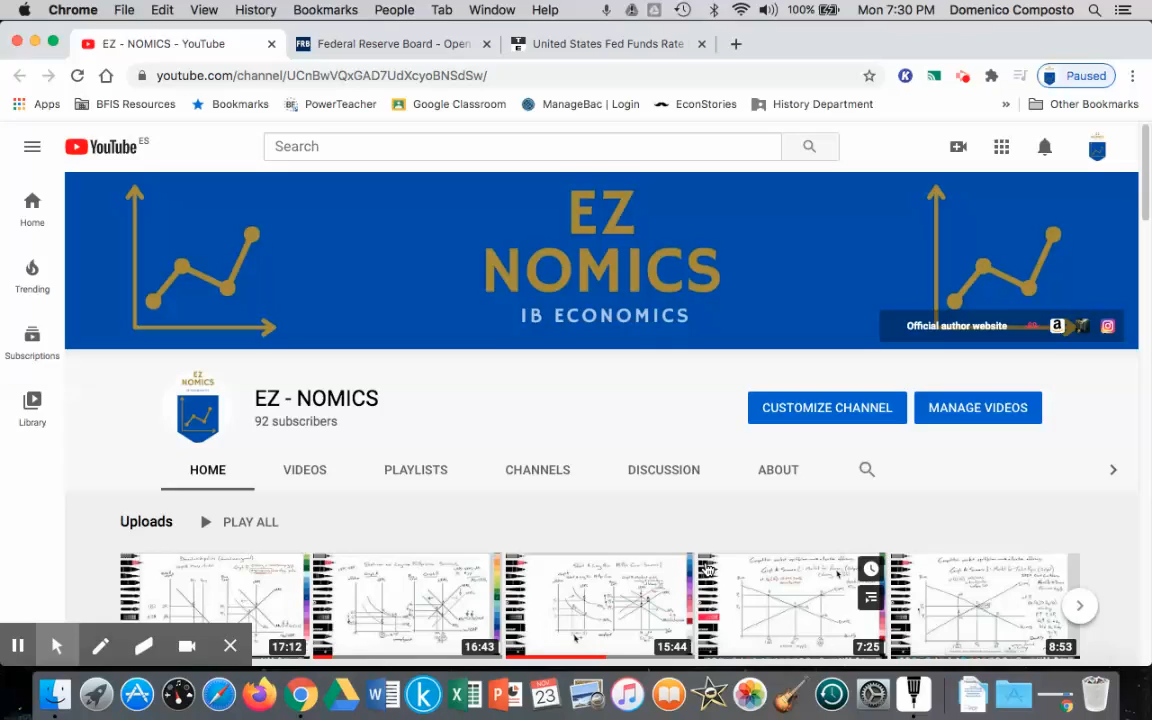 Chrome File Edit View History Bookmarks People Tab Window Help 100% Mon 7:30 PM Domenico Composto
EZ - NOMICS - YouTube
Federal Reserve Board - Open
United States Fed Funds Rate
youtube.com/channel/UCnBwVQxGAD7UdXcyoBNSdSw/
Paused
Apps BFIS Resources Bookmarks PowerTeacher Google Classroom ManageBac | Login EconStories History Department » Other Bookmarks
YouTube ES
Search
Home
Trending
Subscriptions
Library
EZ
NOMICS
IB ECONOMICS
Official author website
EZ
NOMICS
EZ - NOMICS
92 subscribers
CUSTOMIZE CHANNEL
MANAGE VIDEOS
HOME VIDEOS PLAYLISTS CHANNELS DISCUSSION ABOUT
Uploads PLAY ALL
17:12
16:43
15:44
7:25
8:53
NOV
23